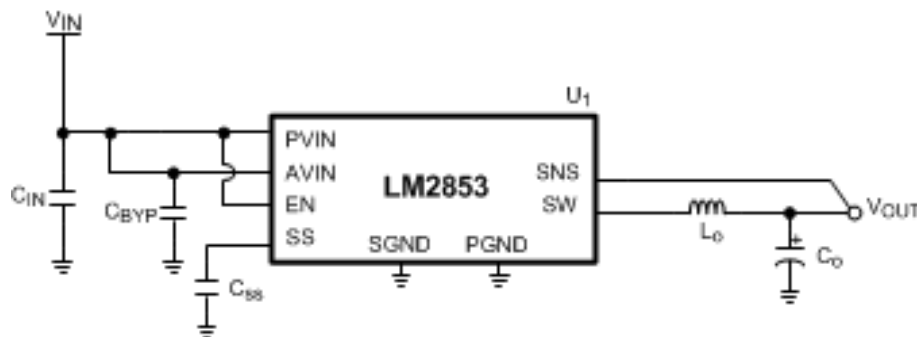 VIN
U1
PVIN
AVIN
EN
SS
LM2853
SNS
SW
SGND
PGND
CIN
CBYP
Css
Lo
Co
+
VOUT